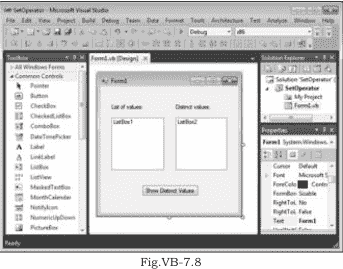 SetOperator - Microsoft Visual Studio
File Edit View Project Build Debug Team Data Format Tools Architecture Test Analyze Window Help
Debug
Toolbox
Form1.vb [Design]
Solution Explorer
All Windows Forms
Common Controls
Pointer
Button
CheckBox
CheckedListBox
ComboBox
DateTimePicker
Label
LinkLabel
ListBox
ListView
MaskedTextBox
MonthCalendar
NotifyIcon
NumericUpDown
PictureBox
Form1
List of values
Distinct values
ListBox1
ListBox2
Show Distinct Values
Solution 'SetOperator'
SetOperator
My Project
Form1.vb
Properties
Form1 System.Windows.
Cursor Default
Font Microsoft S
ForeColo Contr
FormBor Sizable
RightToL No
RightToL False
Text Form1
Ready
Fig.VB-7.8